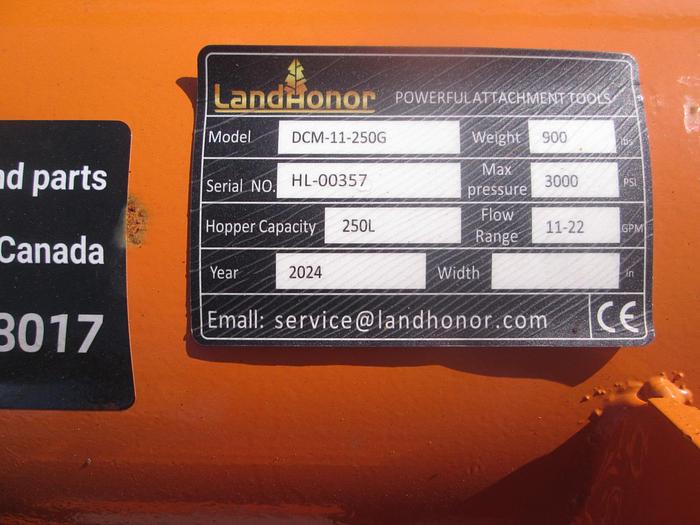 nd parts
Canada
8017
LandHonor POWERFUL ATTACHMENT TOOLS
Model DCM-11-250G Weight 900 lbs
Serial NO. HL-00357 Max pressure 3000 PSI
Hopper Capacity 250L Flow Range 11-22 GPM
Year 2024 Width in
Email: service@landhonor.com CE